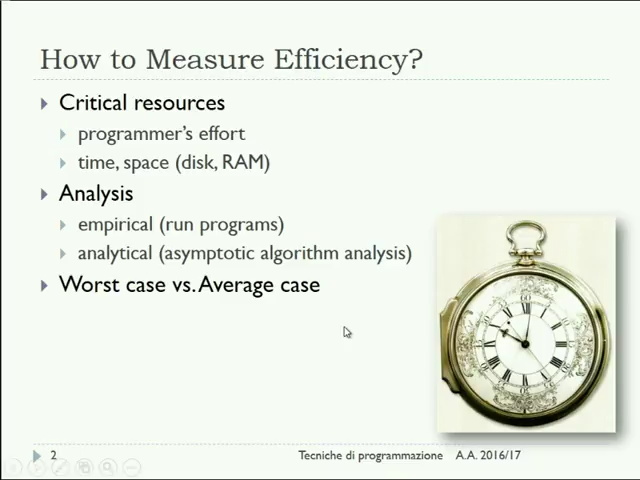 How to Measure Efficiency?
Critical resources
programmer's effort
time, space (disk, RAM)
Analysis
empirical (run programs)
analytical (asymptotic algorithm analysis)
Worst case vs. Average case
2
Tecniche di programmazione A.A. 2016/17